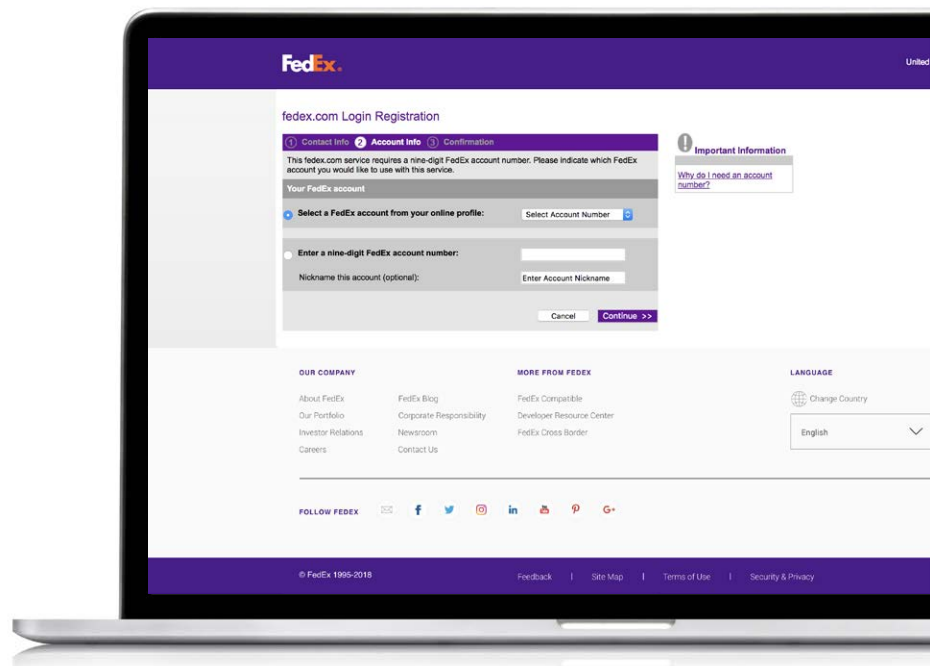 FedEx®
United
fedex.com Login Registration
1 Contact Info 2 Account Info 3 Confirmation
This fedex.com service requires a nine-digit FedEx account number. Please indicate which FedEx
account you would like to use with this service.
Your FedEx account
Select a FedEx account from your online profile:
Select Account Number
Enter a nine-digit FedEx account number:
Nickname this account (optional):
Enter Account Nickname
Cancel
Continue >>
! Important Information
Why do I need an account
number?
OUR COMPANY
About FedEx
Our Portfolio
Investor Relations
Careers
FedEx Blog
Corporate Responsibility
Newsroom
Contact Us
MORE FROM FEDEX
FedEx Compatible
Developer Resource Center
FedEx Cross Border
LANGUAGE
Change Country
English
FOLLOW FEDEX
f
in
G+
© FedEx 1995-2018
Feedback | Site Map | Terms of Use | Security & Privacy